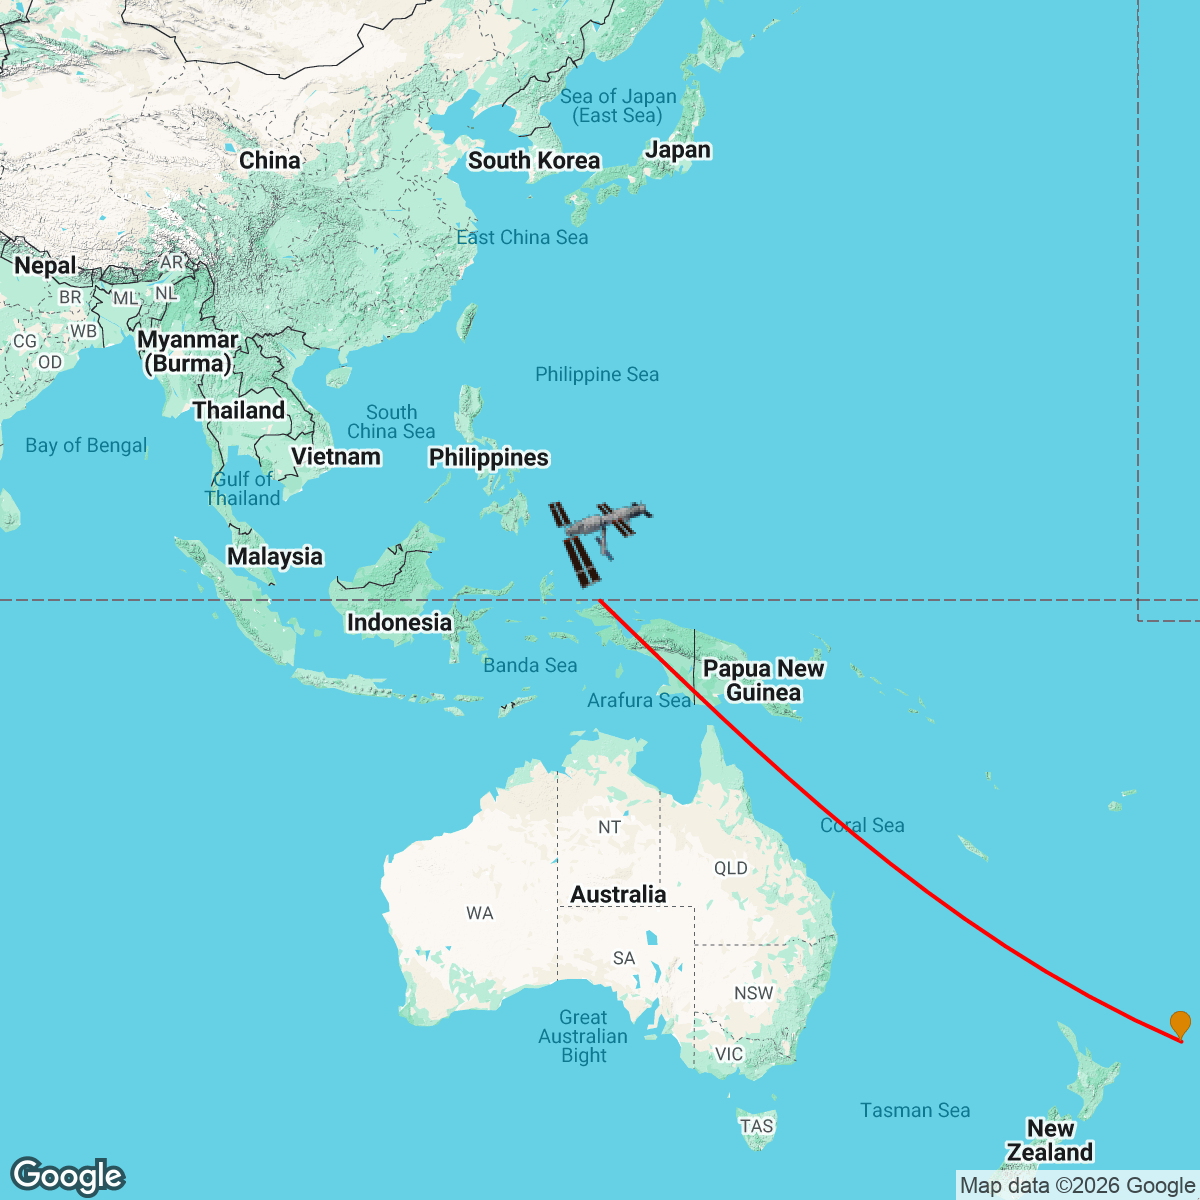 Sea of Japan
(East Sea)
China
South Korea
Japan
East China Sea
Nepal
AR
BR
ML
NL
WB
CG
OD
Myanmar
(Burma)
Philippine Sea
Thailand
South
China Sea
Bay of Bengal
Vietnam
Philippines
Gulf of
Thailand
Malaysia
Indonesia
Banda Sea
Papua New
Guinea
Arafura Sea
NT
Coral Sea
QLD
Australia
WA
SA
NSW
Great
Australian
Bight
VIC
Tasman Sea
TAS
New
Zealand
Google
Map data ©2026 Google